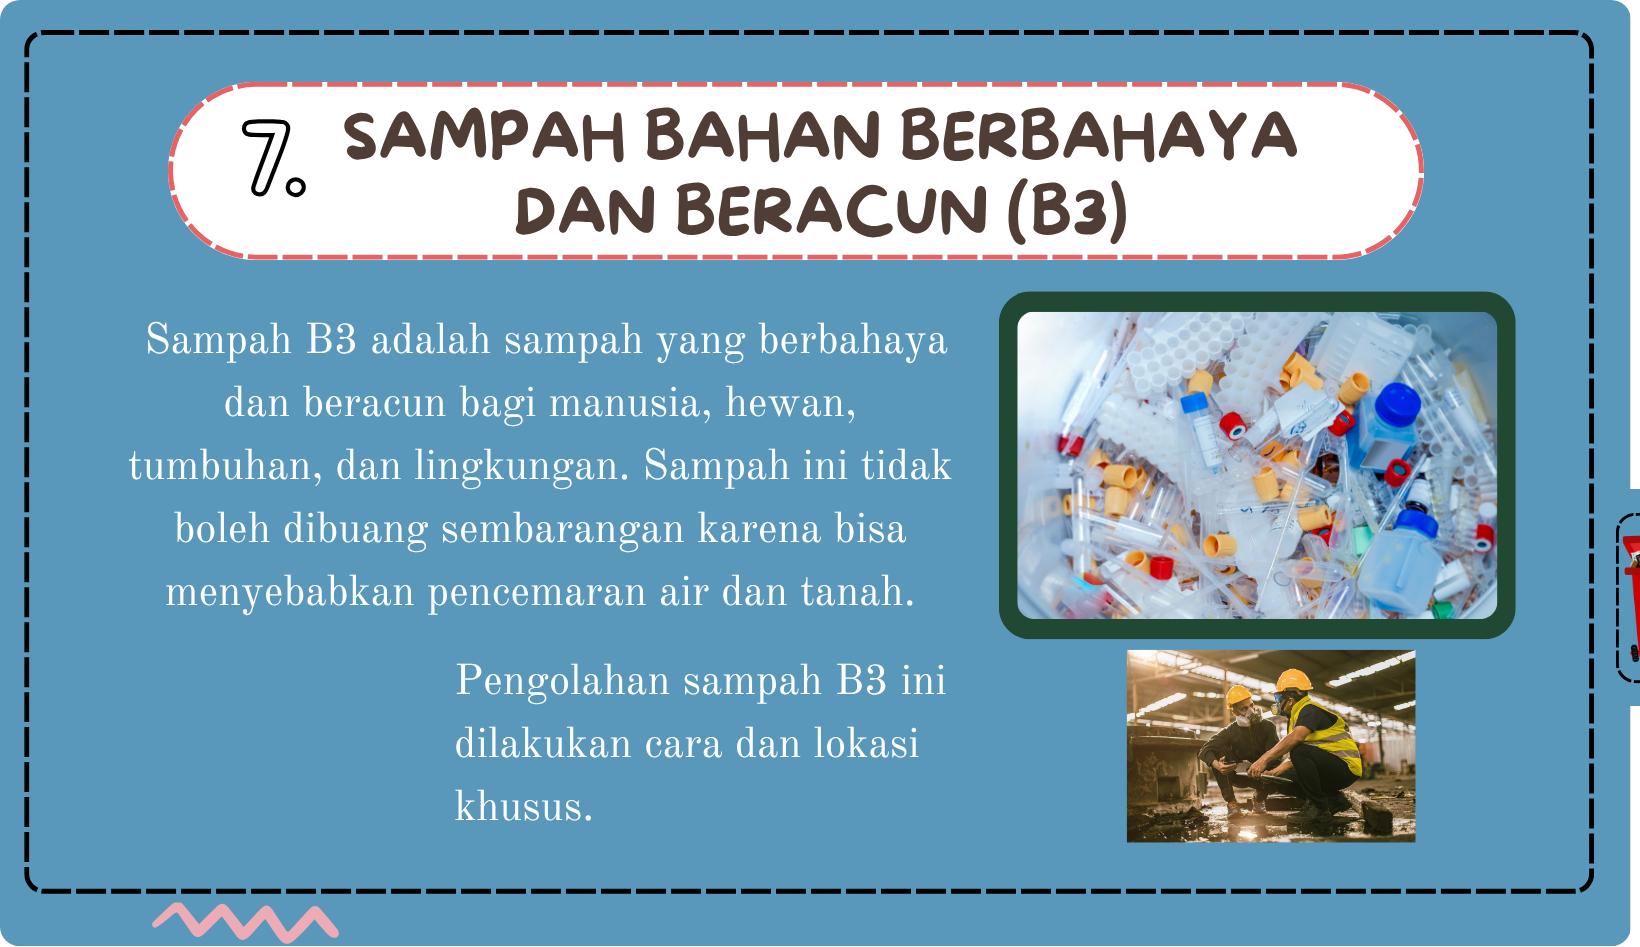 7.
SAMPAH BAHAN BERBAHAYA
DAN BERACUN (B3)
Sampah B3 adalah sampah yang berbahaya
dan beracun bagi manusia, hewan,
tumbuhan, dan lingkungan. Sampah ini tidak
boleh dibuang sembarangan karena bisa
menyebabkan pencemaran air dan tanah.
Pengolahan sampah B3 ini
dilakukan cara dan lokasi
khusus.